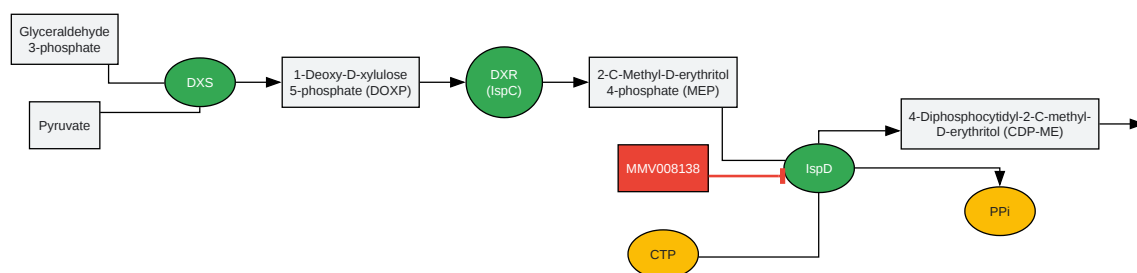 Glyceraldehyde
3-phosphate
Pyruvate
DXS
1-Deoxy-D-xylulose
5-phosphate (DOXP)
DXR
(IspC)
2-C-Methyl-D-erythritol
4-phosphate (MEP)
MMV008138
CTP
IspD
4-Diphosphocytidyl-2-C-methyl-
D-erythritol (CDP-ME)
PPi